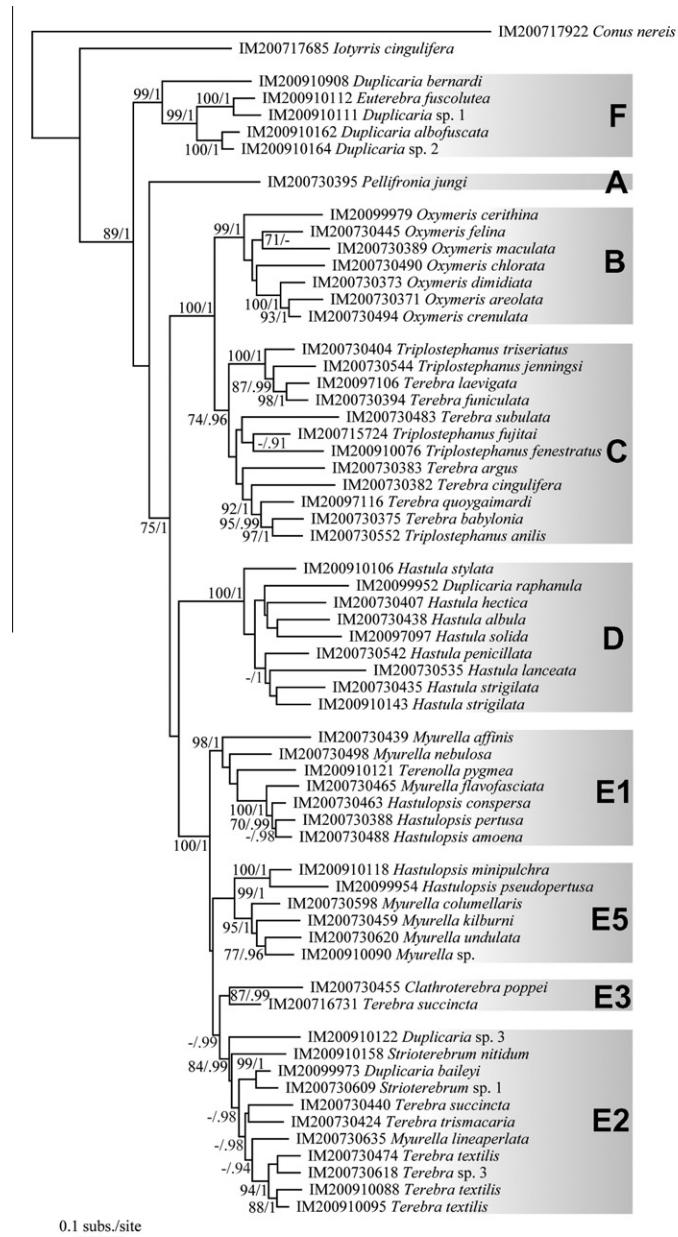 IM200717922 Conus nereis
IM200717685 Iotyrris cingulifera
99/1
IM200910908 Duplicaria bernardi
100/1
IM200910112 Euterebra fuscolutea
99/1
IM200910111 Duplicaria sp. 1
F
IM200910162 Duplicaria albofuscata
100/1
IM200910164 Duplicaria sp. 2
IM200730395 Pellifronia jungi
A
89/1
IM20099979 Oxymeris cerithina
99/1
IM200730445 Oxymeris felina
71/-
IM200730389 Oxymeris maculata
IM200730490 Oxymeris chlorata
B
IM200730373 Oxymeris dimidiata
100/1
IM200730371 Oxymeris areolata
100/1
93/1
IM200730494 Oxymeris crenulata
IM200730404 Triplostephanus triseriatus
100/1
IM200730544 Triplostephanus jenningsi
87/.99
IM20097106 Terebra laevigata
98/1
IM200730394 Terebra funiculata
74/.96
IM200730483 Terebra subulata
IM200715724 Triplostephanus fujitai
-/.91
IM200910076 Triplostephanus fenestratus
C
IM200730383 Terebra argus
IM200730382 Terebra cingulifera
92/1
IM20097116 Terebra quoygaimardi
95/.99
IM200730375 Terebra babylonia
75/1
97/1
IM200730552 Triplostephanus anilis
IM200910106 Hastula stylata
100/1
IM20099952 Duplicaria raphanula
IM200730407 Hastula hectica
IM200730438 Hastula albula
IM20097097 Hastula solida
D
IM200730542 Hastula penicillata
IM200730535 Hastula lanceata
-/1
IM200730435 Hastula strigilata
IM200910143 Hastula strigilata
98/1
IM200730439 Myurella affinis
IM200730498 Myurella nebulosa
IM200910121 Terenolla pygmea
IM200730465 Myurella flavofasciata
E1
100/1
IM200730463 Hastulopsis conspersa
70/.99
IM200730388 Hastulopsis pertusa
-/.98
IM200730488 Hastulopsis amoena
100/1
100/1
IM200910118 Hastulopsis minipulchra
IM20099954 Hastulopsis pseudopertusa
99/1
IM200730598 Myurella columellaris
95/1
IM200730459 Myurella kilburni
E5
IM200730620 Myurella undulata
77/.96
IM200910090 Myurella sp.
IM200730455 Clathroterebra poppei
87/.99
E3
IM200716731 Terebra succincta
-/.99
IM200910122 Duplicaria sp. 3
84/.99
IM200910158 Strioterebrum nitidum
99/1
IM20099973 Duplicaria baileyi
IM200730609 Strioterebrum sp. 1
-/.98
IM200730440 Terebra succincta
IM200730424 Terebra trismacaria
E2
-/.98
IM200730635 Myurella lineaperlata
-/.94
IM200730474 Terebra textilis
IM200730618 Terebra sp. 3
94/1
IM200910088 Terebra textilis
88/1
IM200910095 Terebra textilis
0.1 subs./site